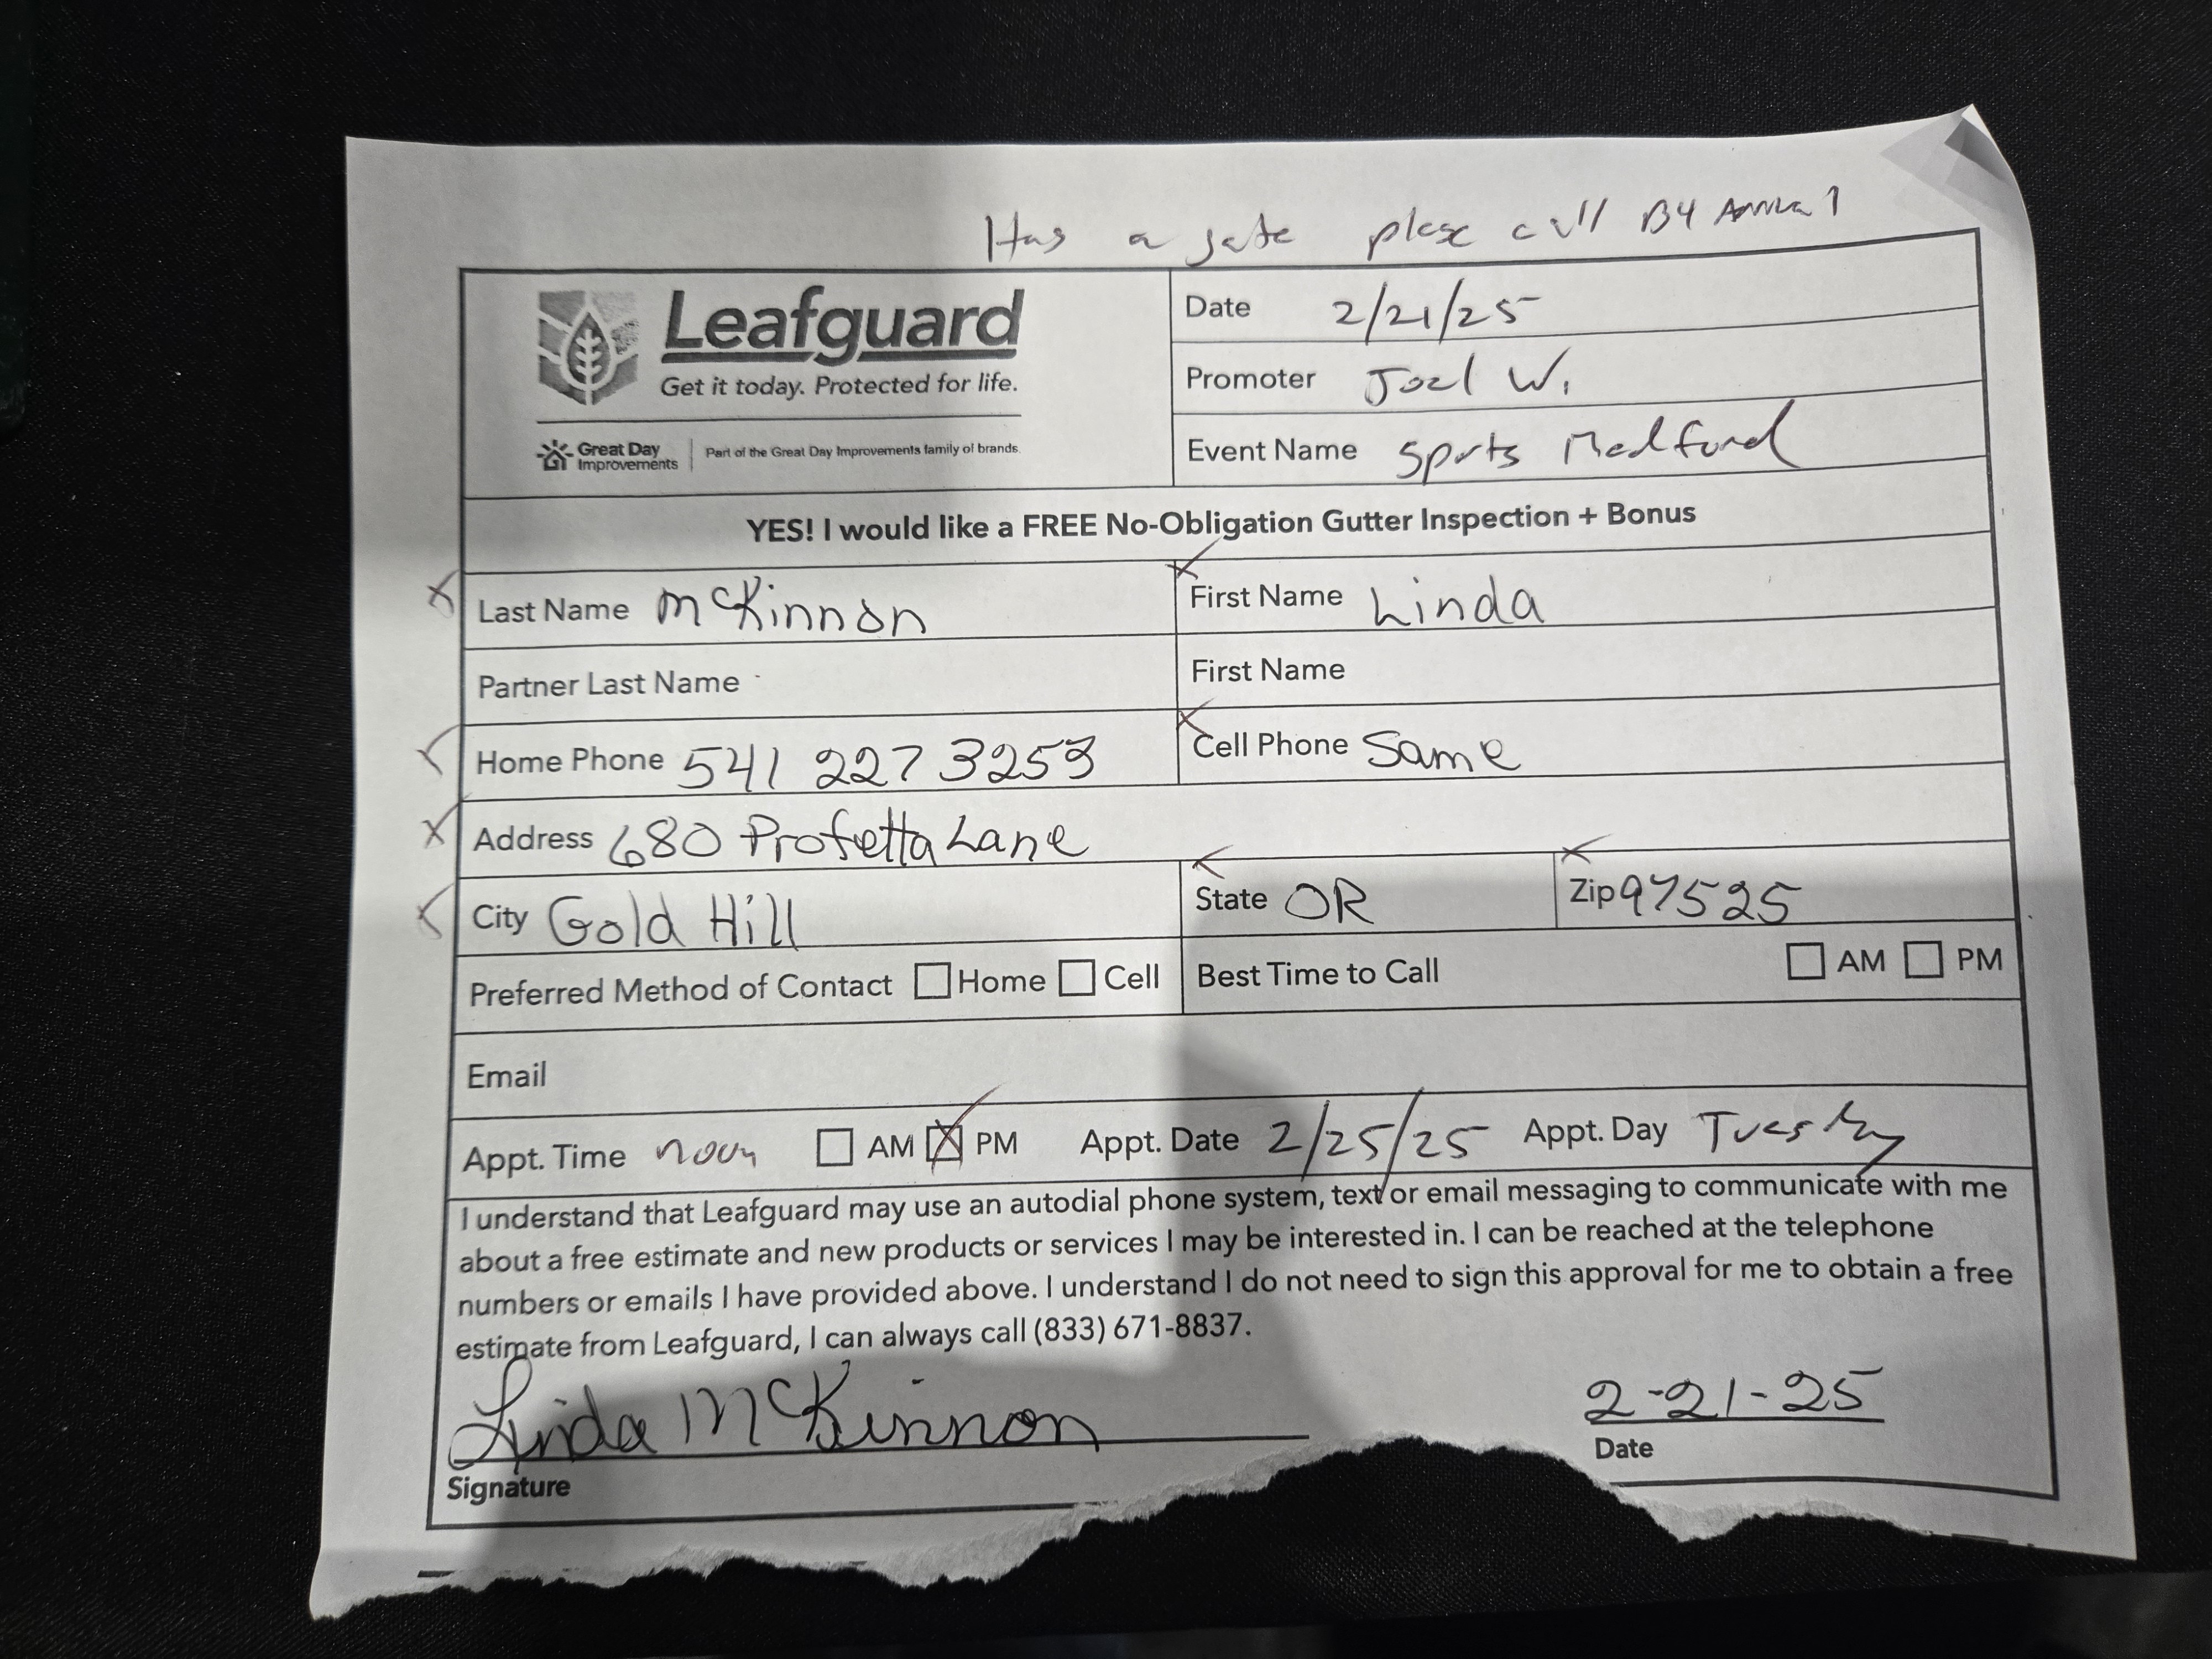 Has a gate please call B4 Arrival
Leafguard
Get it today. Protected for life.
Great Day Improvements | Part of the Great Day Improvements family of brands.
Date 2/21/25
Promoter Joel W.
Event Name Sports Medford
YES! I would like a FREE No-Obligation Gutter Inspection + Bonus
X Last Name McKinnon X First Name Linda
Partner Last Name First Name
X Home Phone 541 227 3258 X Cell Phone Same
X Address 680 Profetta Lane
X City Gold Hill X State OR X Zip 97525
Preferred Method of Contact Home Cell Best Time to Call AM PM
Email
Appt. Time noon AM X PM Appt. Date 2/25/25 Appt. Day Tuesday
I understand that Leafguard may use an autodial phone system, text or email messaging to communicate with me
about a free estimate and new products or services I may be interested in. I can be reached at the telephone
numbers or emails I have provided above. I understand I do not need to sign this approval for me to obtain a free
estimate from Leafguard, I can always call (833) 671-8837.
Linda McKinnon 2-21-25
Signature Date